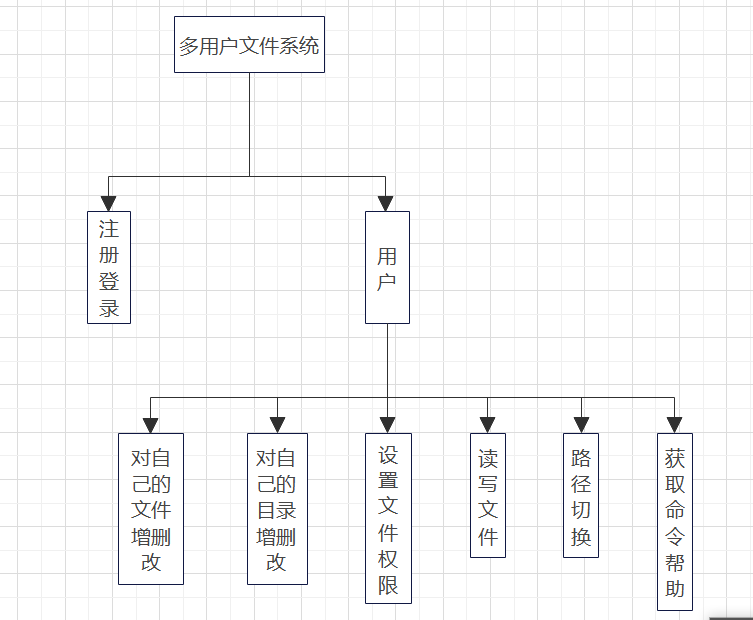 多用户文件系统
注
册
登
录
用
户
对自
己的
文件
增删
改
对自
己的
目录
增删
改
设
置
文
件
权
限
读
写
文
件
路
径
切
换
获
取
命
令
帮
助